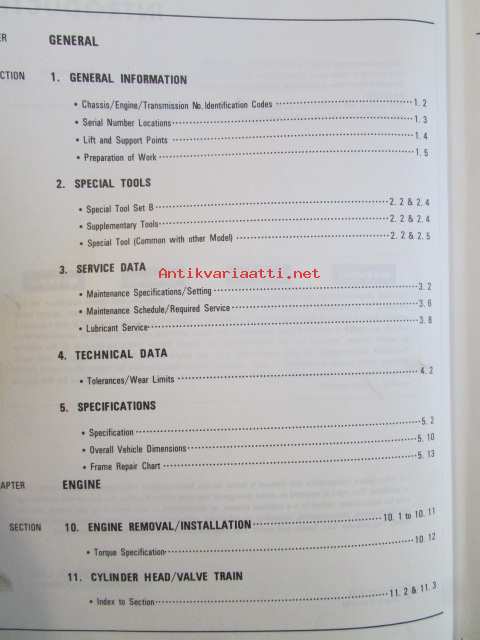 ER GENERAL
CTION 1. GENERAL INFORMATION
• Chassis/Engine/Transmission No. Identification Codes 1. 2
• Serial Number Locations 1. 3
• Lift and Support Points 1. 4
• Preparation of Work 1. 5
2. SPECIAL TOOLS
• Special Tool Set B 2. 2 & 2. 4
• Supplementary Tools 2. 2 & 2. 4
• Special Tool (Common with other Model) 2. 2 & 2. 5
3. SERVICE DATA
Antikvariaatti.net
• Maintenance Specifications/Setting 3. 2
• Maintenance Schedule/Required Service 3. 6
• Lubricant Service 3. 8
4. TECHNICAL DATA
• Tolerances/Wear Limits 4. 2
5. SPECIFICATIONS
• Specification 5. 2
• Overall Vehicle Dimensions 5. 10
• Frame Repair Chart 5. 13
APTER ENGINE
SECTION 10. ENGINE REMOVAL/INSTALLATION 10. 1 to 10. 11
• Torque Specification 10. 12
11. CYLINDER HEAD/VALVE TRAIN
• Index to Section 11. 2 & 11. 3